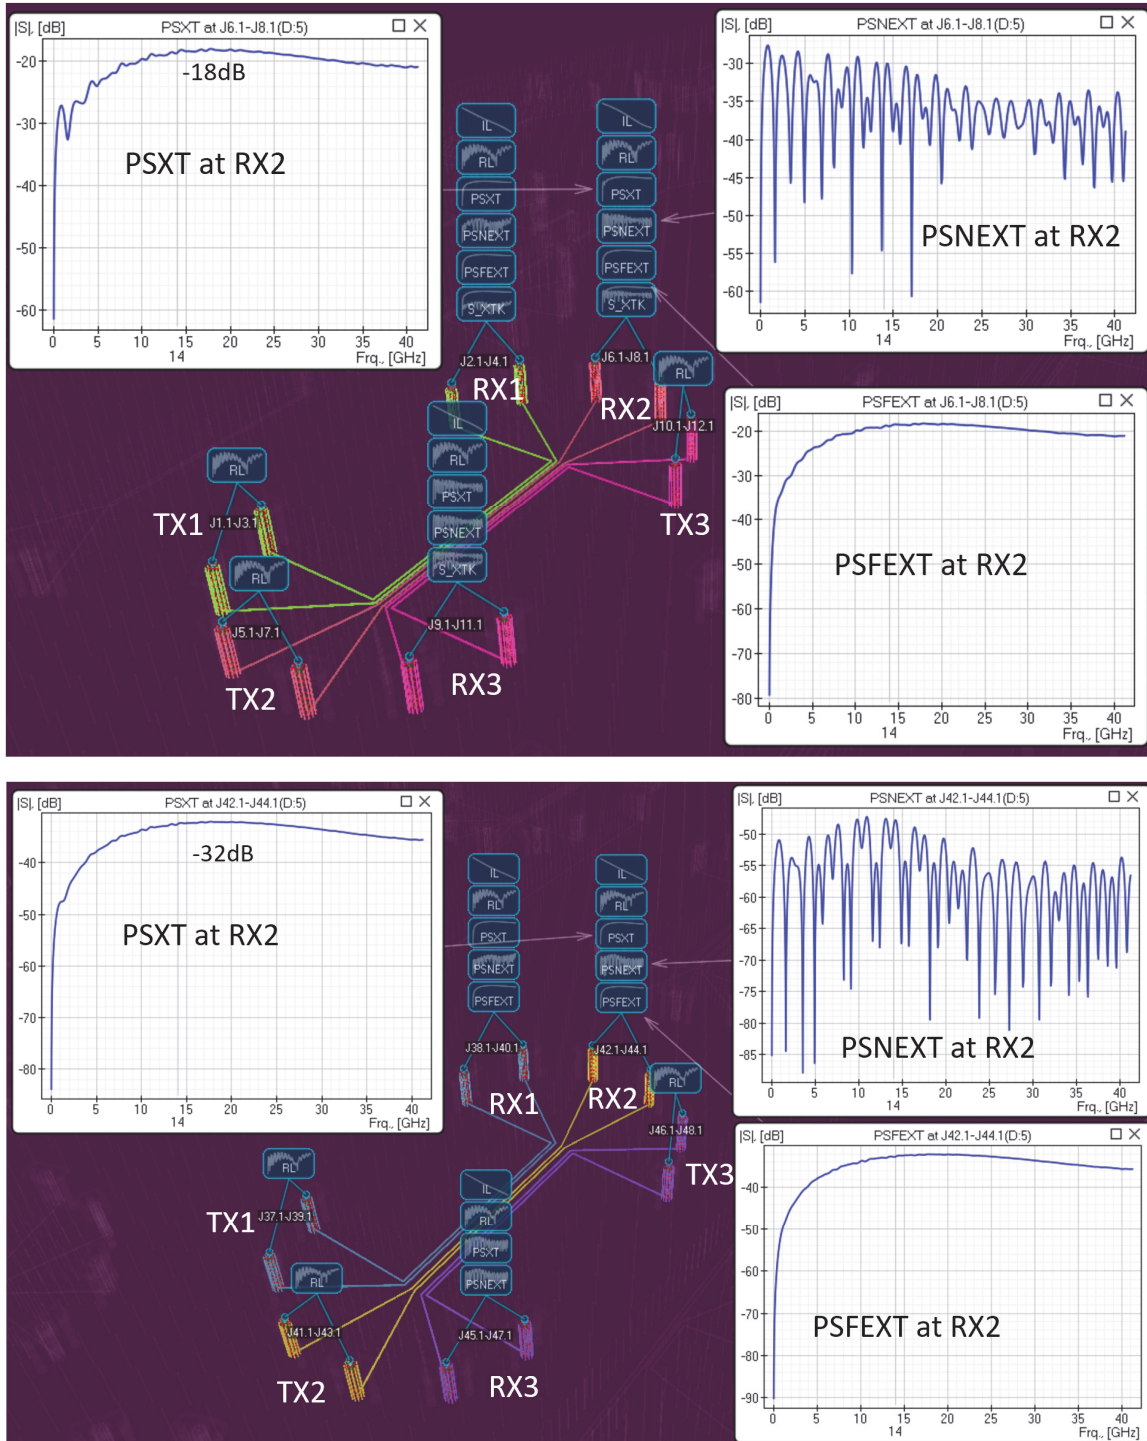 |S|, [dB] PSXT at J6.1-J8.1(D:5)
-20
-30
-40
-50
-60
-18dB
PSXT at RX2
0 5 10 15 20 25 30 35 40
14 Frq., [GHz]
|S|, [dB] PSNEXT at J6.1-J8.1(D:5)
-30
-35
-40
-45
-50
-55
-60
PSNEXT at RX2
0 5 10 15 20 25 30 35 40
14 Frq., [GHz]
IL
RL
PSXT
PSNEXT
PSFEXT
S_XTK
J2.1-J4.1
RX1
IL
RL
PSXT
PSNEXT
PSFEXT
S_XTK
J6.1-J8.1
RX2
RL
J10.1-J12.1
TX3
|S|, [dB] PSFEXT at J6.1-J8.1(D:5)
-20
-30
-40
-50
-60
-70
-80
PSFEXT at RX2
0 5 10 15 20 25 30 35 40
14 Frq., [GHz]
IL
RL
PSXT
PSNEXT
S_XTK
J9.1-J11.1
RX3
RL
TX1
J1.1-J3.1
RL
J5.1-J7.1
TX2
|S|, [dB] PSXT at J42.1-J44.1(D:5)
-40
-50
-60
-70
-80
-32dB
PSXT at RX2
0 5 10 15 20 25 30 35 40
14 Frq., [GHz]
|S|, [dB] PSNEXT at J42.1-J44.1(D:5)
-50
-55
-60
-65
-70
-75
-80
-85
0 5 10 15 20 25 30 35 40
14 Frq., [GHz]
PSNEXT at RX2
IL
RL
PSXT
PSNEXT
PSFEXT
J38.1-J40.1
RX1
IL
RL
PSXT
PSNEXT
PSFEXT
J42.1-J44.1
RX2
RL
J46.1-J48.1
TX3
|S|, [dB] PSFEXT at J42.1-J44.1(D:5)
-40
-50
-60
-70
-80
-90
PSFEXT at RX2
0 5 10 15 20 25 30 35 40
14 Frq., [GHz]
RL
TX1
J37.1-J39.1
RL
J41.1-J43.1
TX2
IL
RL
PSXT
PSNEXT
J45.1-J47.1
RX3